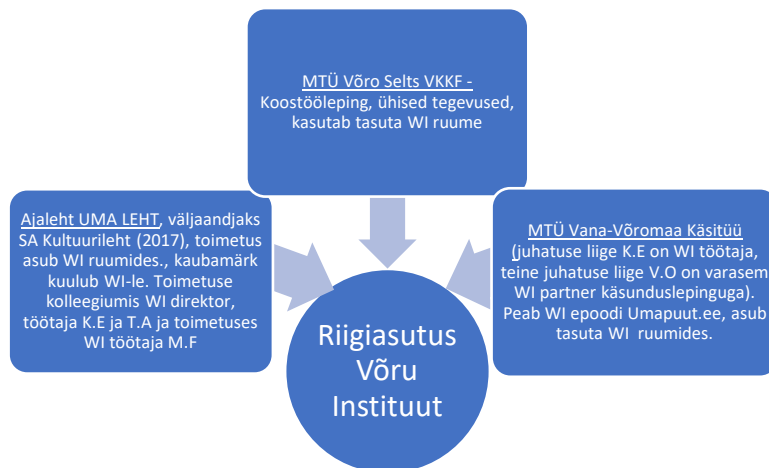 MTÜ Võro Selts VKKF -
Koostööleping, ühised tegevused,
kasutab tasuta WI ruume
Ajaleht UMA LEHT, väljaandjaks
SA Kultuurileht (2017), toimetus
asub WI ruumides., kaubamärk
kuulub WI-le. Toimetuse
kolleegiumis WI direktor,
töötaja K.E ja T.A ja toimetuses
WI töötaja M.F
MTÜ Vana-Võromaa Käsitüü
(juhatuse liige K.E on WI töötaja,
teine juhatuse liige V.O on varasem
WI partner käsunduslepinguga).
Peab WI epoodi Umapuut.ee, asub
tasuta WI ruumides.
Riigiasutus
Võru
Instituut